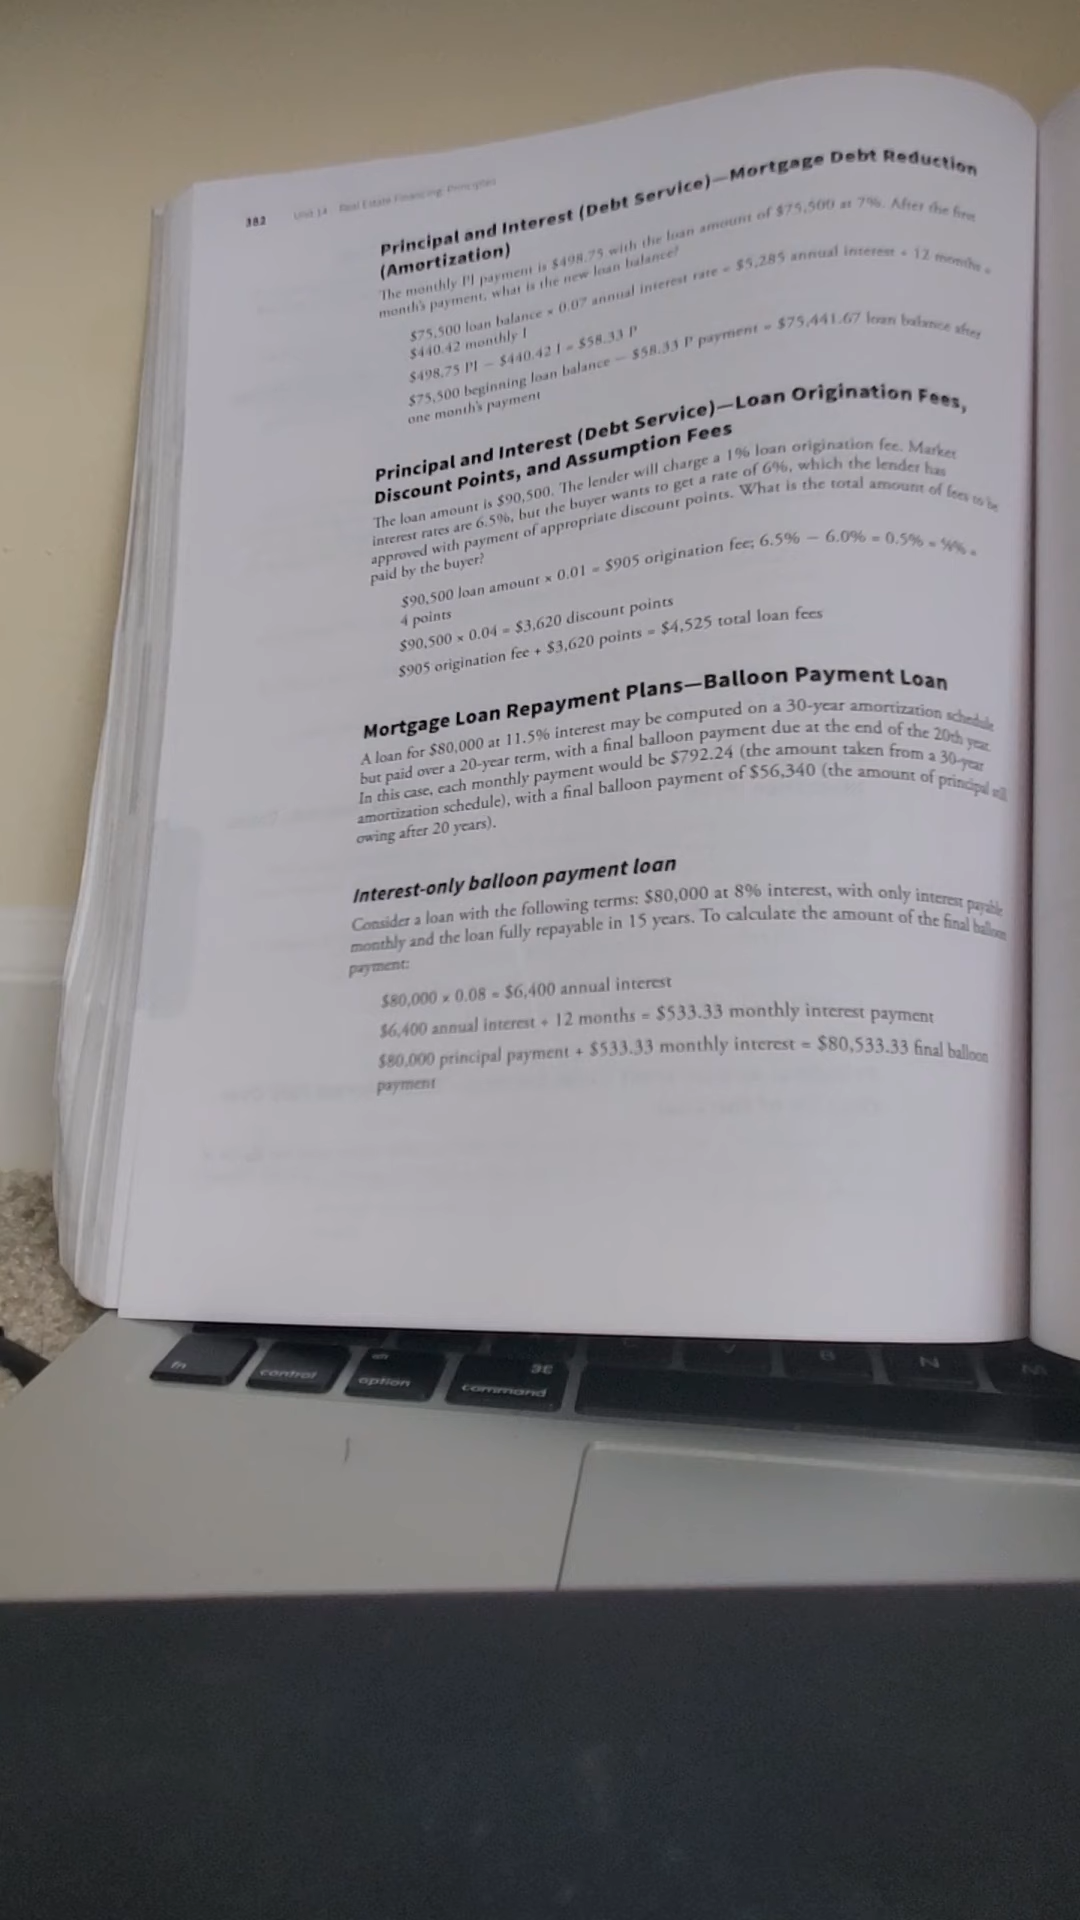 382 Unit 14 Real Estate Financing: Principles
Principal and Interest (Debt Service)—Mortgage Debt Reduction
(Amortization)
The monthly PI payment is $498.75 with the loan amount of $75,500 at 7%. After the first
month's payment, what is the new loan balance?
$75,500 loan balance × 0.07 annual interest rate = $5,285 annual interest ÷ 12 months =
$440.42 monthly I
$498.75 PI − $440.42 I = $58.33 P
$75,500 beginning loan balance − $58.33 P payment = $75,441.67 loan balance after
one month's payment
Principal and Interest (Debt Service)—Loan Origination Fees,
Discount Points, and Assumption Fees
The loan amount is $90,500. The lender will charge a 1% loan origination fee. Market
interest rates are 6.5%, but the buyer wants to get a rate of 6%, which the lender has
approved with payment of appropriate discount points. What is the total amount of fees to be
paid by the buyer?
$90,500 loan amount × 0.01 = $905 origination fee; 6.5% − 6.0% = 0.5% =
4 points
$90,500 × 0.04 = $3,620 discount points
$905 origination fee + $3,620 points = $4,525 total loan fees
Mortgage Loan Repayment Plans—Balloon Payment Loan
A loan for $80,000 at 11.5% interest may be computed on a 30-year amortization schedule
but paid over a 20-year term, with a final balloon payment due at the end of the 20th year.
In this case, each monthly payment would be $792.24 (the amount taken from a 30-year
amortization schedule), with a final balloon payment of $56,340 (the amount of principal still
owing after 20 years).
Interest-only balloon payment loan
Consider a loan with the following terms: $80,000 at 8% interest, with only interest payable
monthly and the loan fully repayable in 15 years. To calculate the amount of the final balloon
payment:
$80,000 × 0.08 = $6,400 annual interest
$6,400 annual interest ÷ 12 months = $533.33 monthly interest payment
$80,000 principal payment + $533.33 monthly interest = $80,533.33 final balloon
payment
fn control alt option ⌘ command V B N M